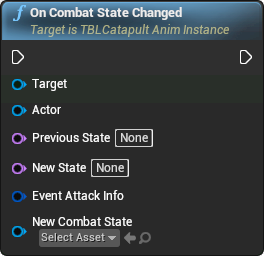 f On Combat State Changed
Target is TBLCatapult Anim Instance
Target
Actor
Previous State None
New State None
Event Attack Info
New Combat State
Select Asset